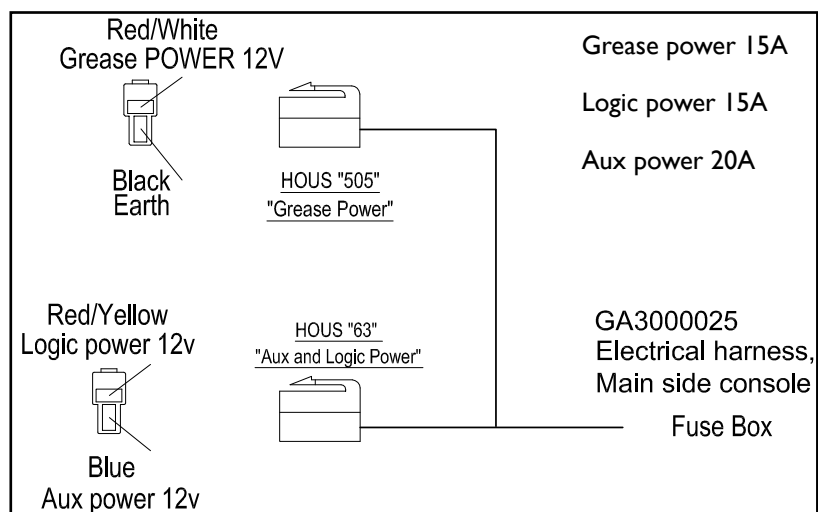 Red/White
Grease POWER 12V
Black
Earth
HOUS "505"
"Grease Power"
Grease power 15A
Logic power 15A
Aux power 20A
Red/Yellow
Logic power 12v
Blue
Aux power 12v
HOUS "63"
"Aux and Logic Power"
GA3000025
Electrical harness,
Main side console
Fuse Box